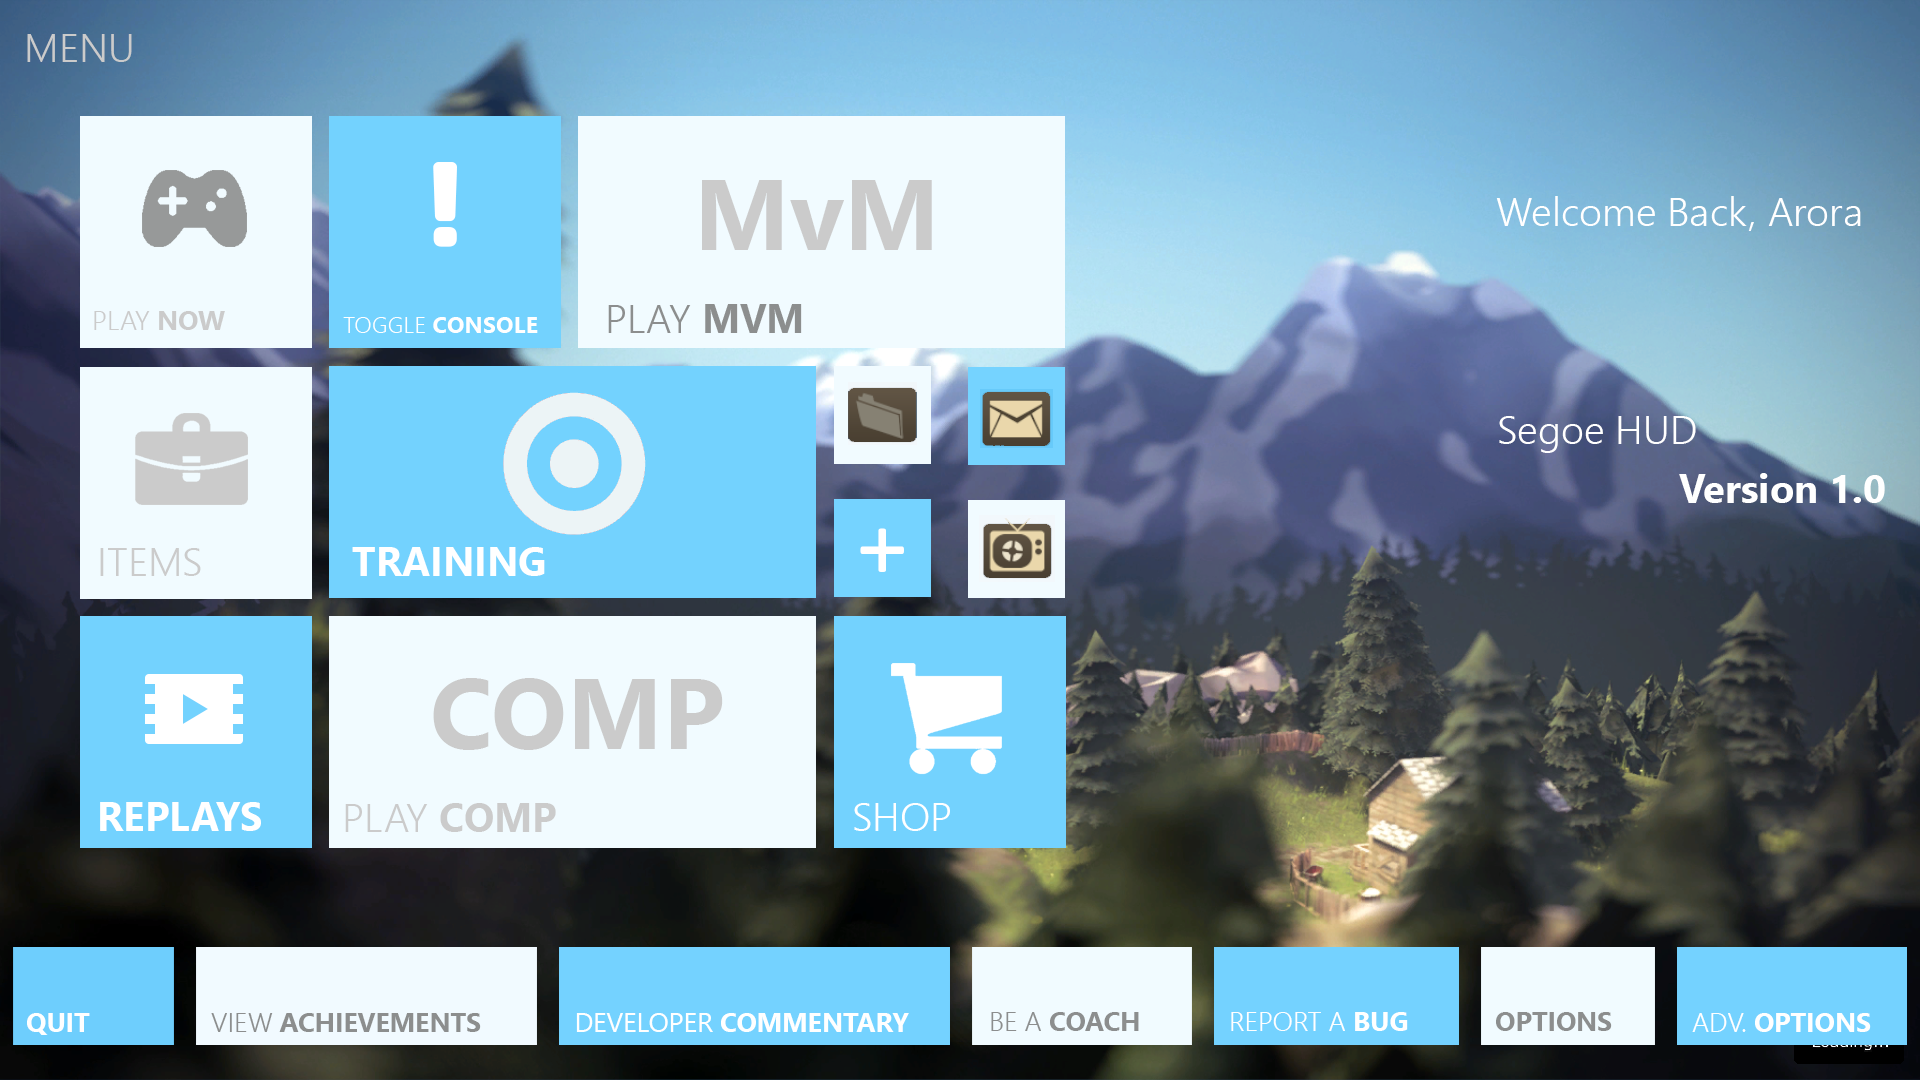 MENU
Welcome Back, Arora
MvM
PLAY NOW
TOGGLE CONSOLE
PLAY MVM
Segoe HUD
Version 1.0
ITEMS
TRAINING
COMP
REPLAYS
PLAY COMP
SHOP
QUIT
VIEW ACHIEVEMENTS
DEVELOPER COMMENTARY
BE A COACH
REPORT A BUG
OPTIONS
ADV. OPTIONS
Loading...